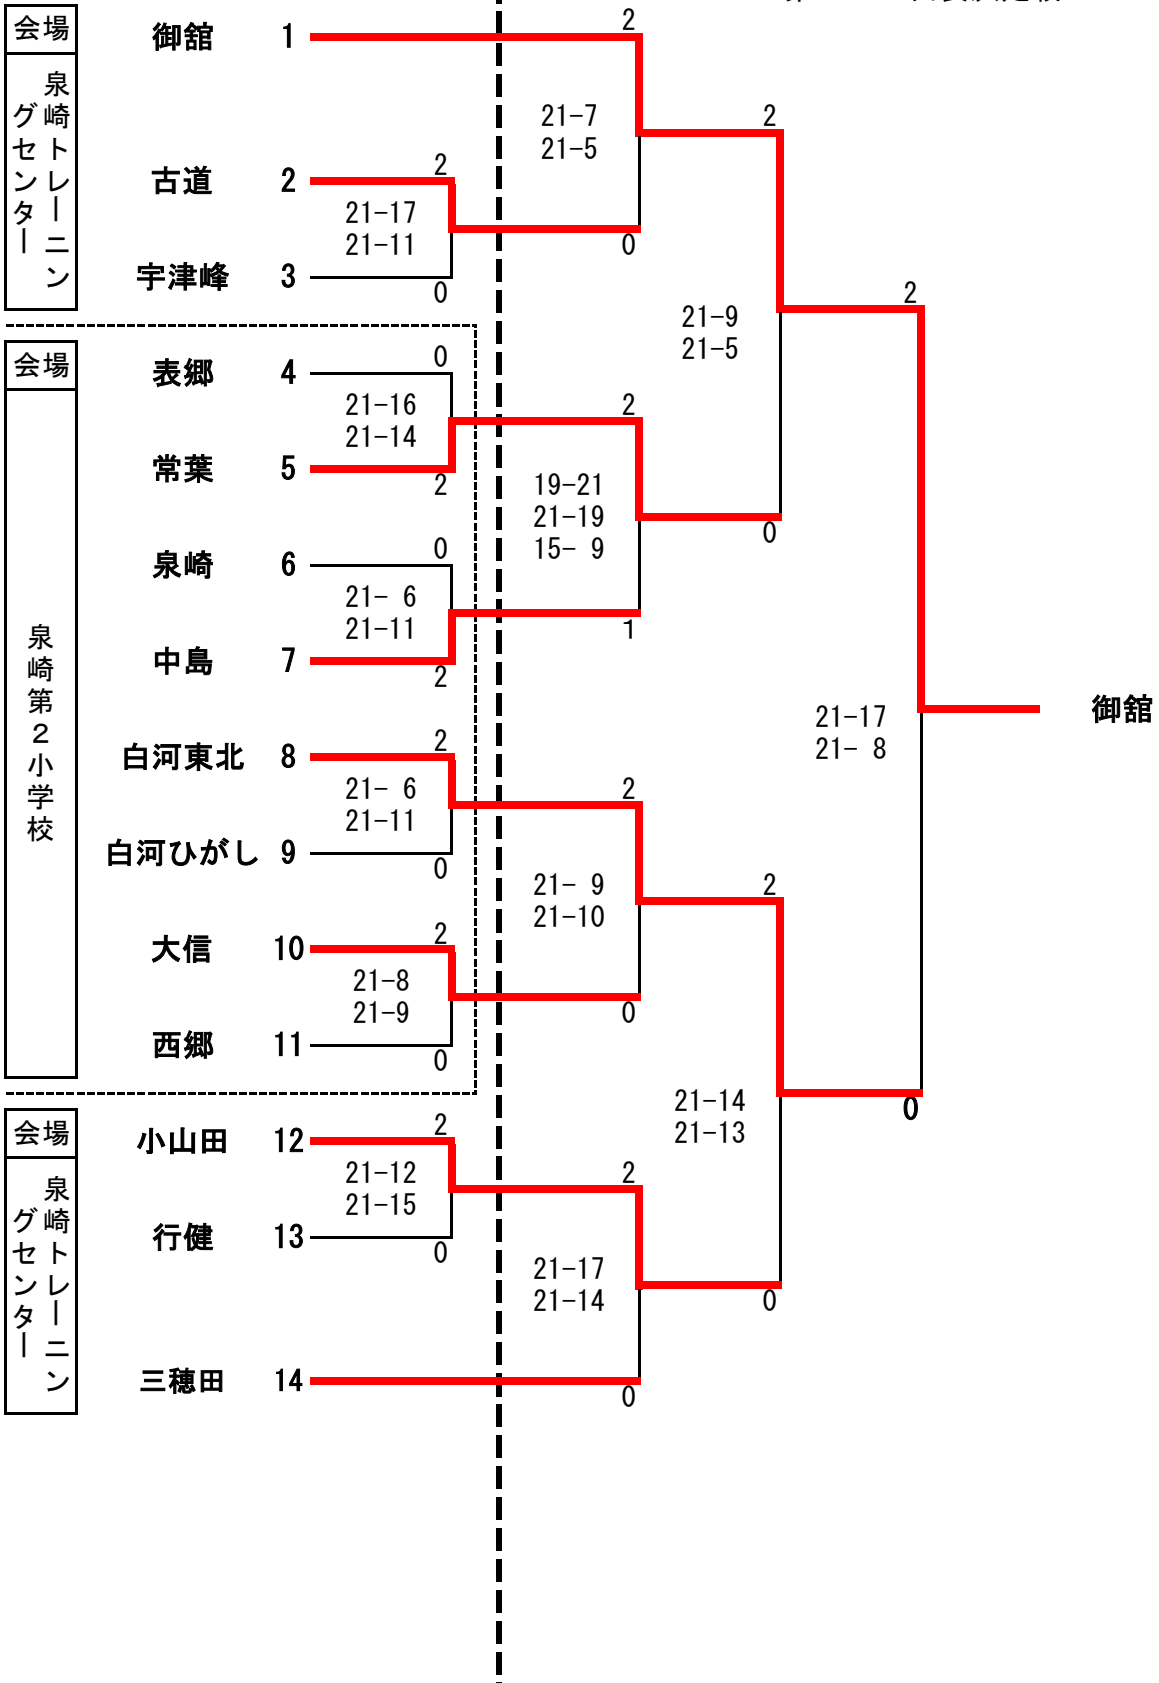 会場
泉崎トレーニン
グセンター
御舘 1
古道 2
宇津峰 3
2
21-17
21-11
0
2
21-7
21-5
0
2
会場
泉崎第2小学校
表郷 4
常葉 5
泉崎 6
中島 7
白河東北 8
白河ひがし 9
大信 10
西郷 11
0
21-16
21-14
2
0
21- 6
21-11
2
2
21- 6
21-11
0
2
21-8
21-9
0
21-9
21-5
0
2
2
19-21
21-19
15- 9
1
2
21- 9
21-10
0
2
21-17
21- 8
0
御舘
会場
泉崎トレーニン
グセンター
小山田 12
行健 13
三穂田 14
2
21-12
21-15
0
2
21-17
21-14
0
21-14
21-13
0